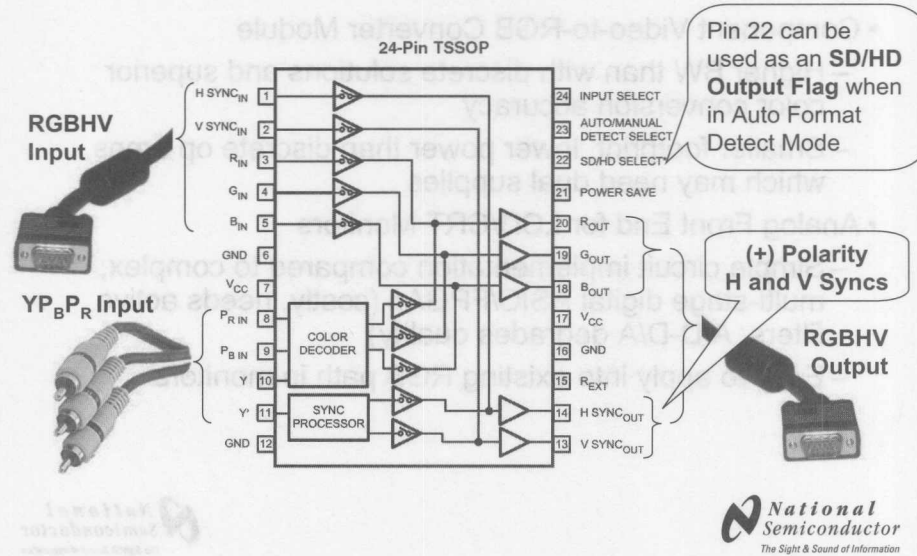 24-Pin TSSOP
Pin 22 can be
used as an SD/HD
Output Flag when
in Auto Format
Detect Mode
RGBHV
Input
H SYNC IN 1
V SYNC IN 2
R IN 3
G IN 4
B IN 5
GND 6
V CC 7
YP B P R Input
P R IN 8
P B IN 9
10
Y' 11
GND 12
COLOR
DECODER
SYNC
PROCESSOR
24 INPUT SELECT
23 AUTO/MANUAL
DETECT SELECT
22 SD/HD SELECT
21 POWER SAVE
20 R OUT
19 G OUT
18 B OUT
17 V CC
16 GND
15 R EXT
14 H SYNC OUT
13 V SYNC OUT
(+) Polarity
H and V Syncs
RGBHV
Output
National
Semiconductor
The Sight & Sound of Information